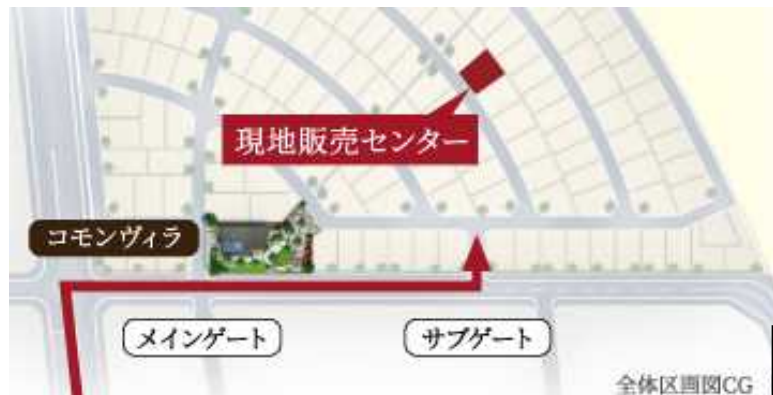 現地販売センター
コモンヴィラ
メインゲート
サブゲート
全体区画図CG